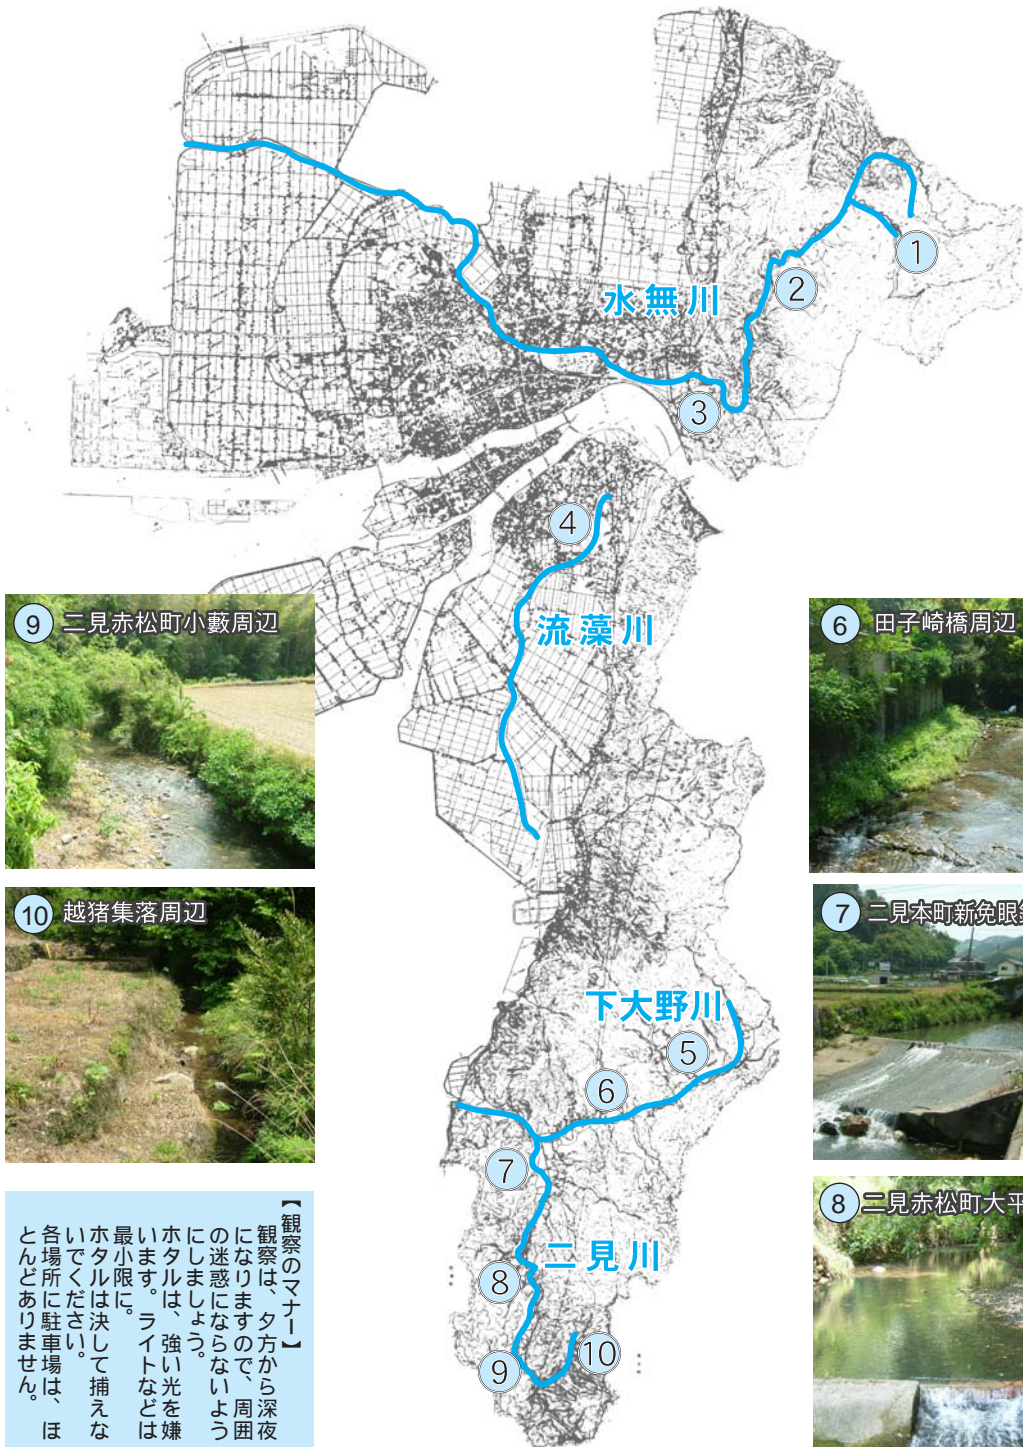 ①
②
水無川
③
④
流藻川
9 二見赤松町小藪周辺
6 田子崎橋周辺
10 越猪集落周辺
7 二見本町新免眼
下大野川
⑤
⑥
⑦
8 二見赤松町大平
二見川
⑧
⑨
⑩
【観察のマナー】
観察は、夕方から深夜
になりますので、周囲
の迷惑にならないよう
にしましょう。
ホタルは、強い光を嫌
います。ライトなどは
最小限に。
ホタルは決して捕えな
いでください。
各場所に駐車場は、ほ
とんどありません。